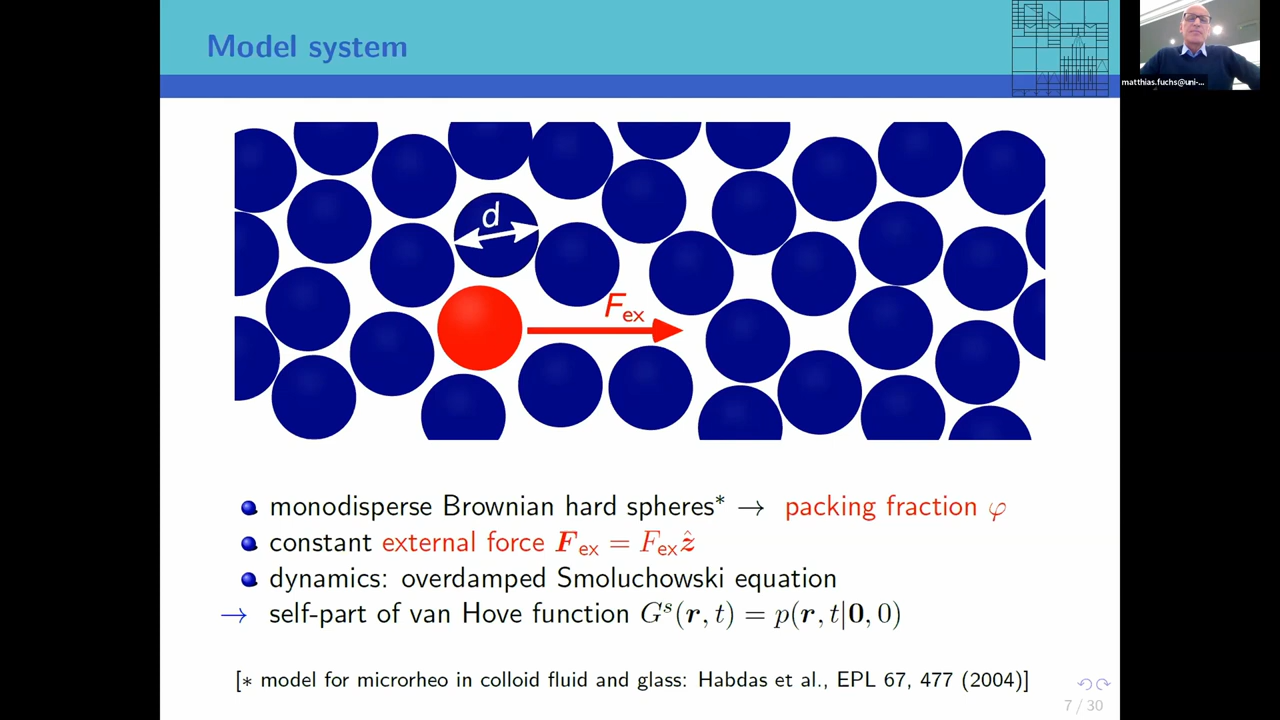 Model system
matthias.fuchs@uni-...
d
F_ex
monodisperse Brownian hard spheres* → packing fraction φ
constant external force F_ex = F_ex ẑ
dynamics: overdamped Smoluchowski equation
→ self-part of van Hove function G^s(r, t) = p(r, t|0, 0)
[∗ model for microrheo in colloid fluid and glass: Habdas et al., EPL 67, 477 (2004)]
7 / 30